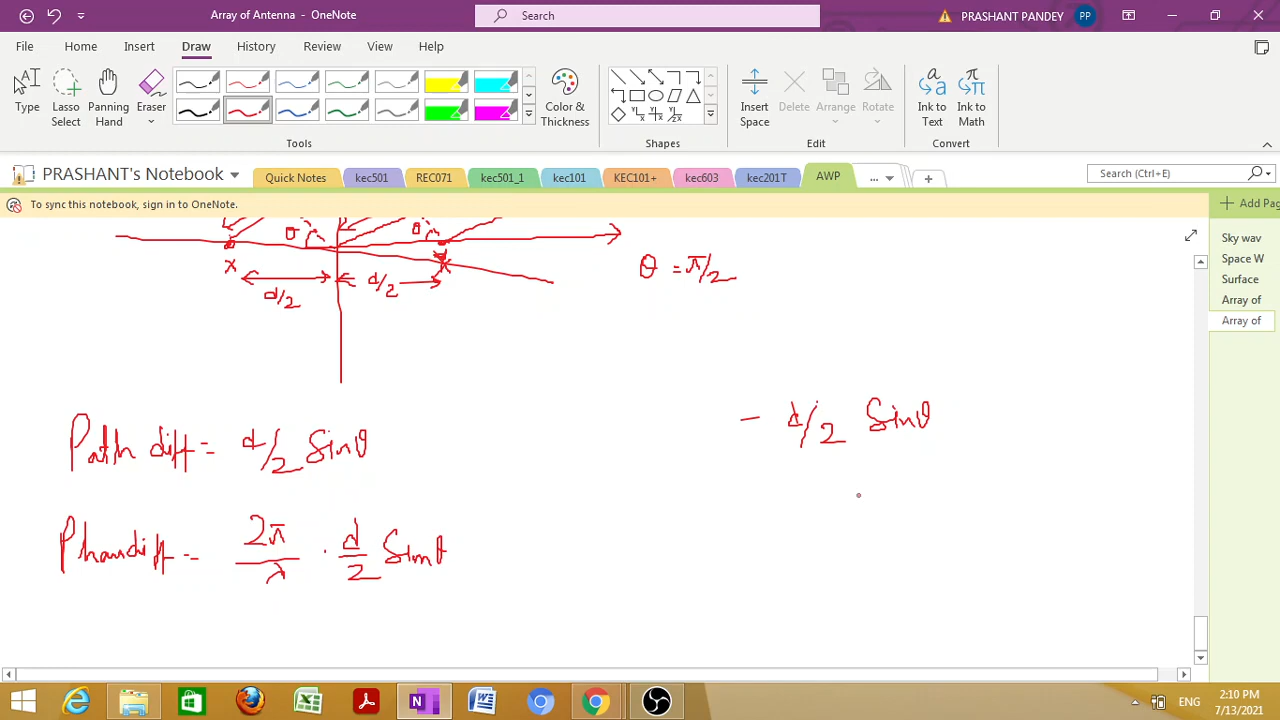 Array of Antenna - OneNote
Search
PRASHANT PANDEY
PP
File Home Insert Draw History Review View Help
Type
Lasso Select
Panning Hand
Eraser
Color & Thickness
Insert Space
Delete
Arrange
Rotate
Ink to Text
Ink to Math
Tools
Shapes
Edit
Convert
PRASHANT's Notebook
Quick Notes
kec501
REC071
kec501_1
kec101
KEC101+
kec603
kec201T
AWP
...
Search (Ctrl+E)
To sync this notebook, sign in to OneNote.
Add Pag
Sky wav
Space W
Surface
Array of
Array of
θ θ
x x
d/2 d/2
θ = π/2
- d/2 Sinθ
Path diff = d/2 Sinθ
Phasediff = 2π/λ · d/2 Sinθ
ENG
2:10 PM
7/13/2021